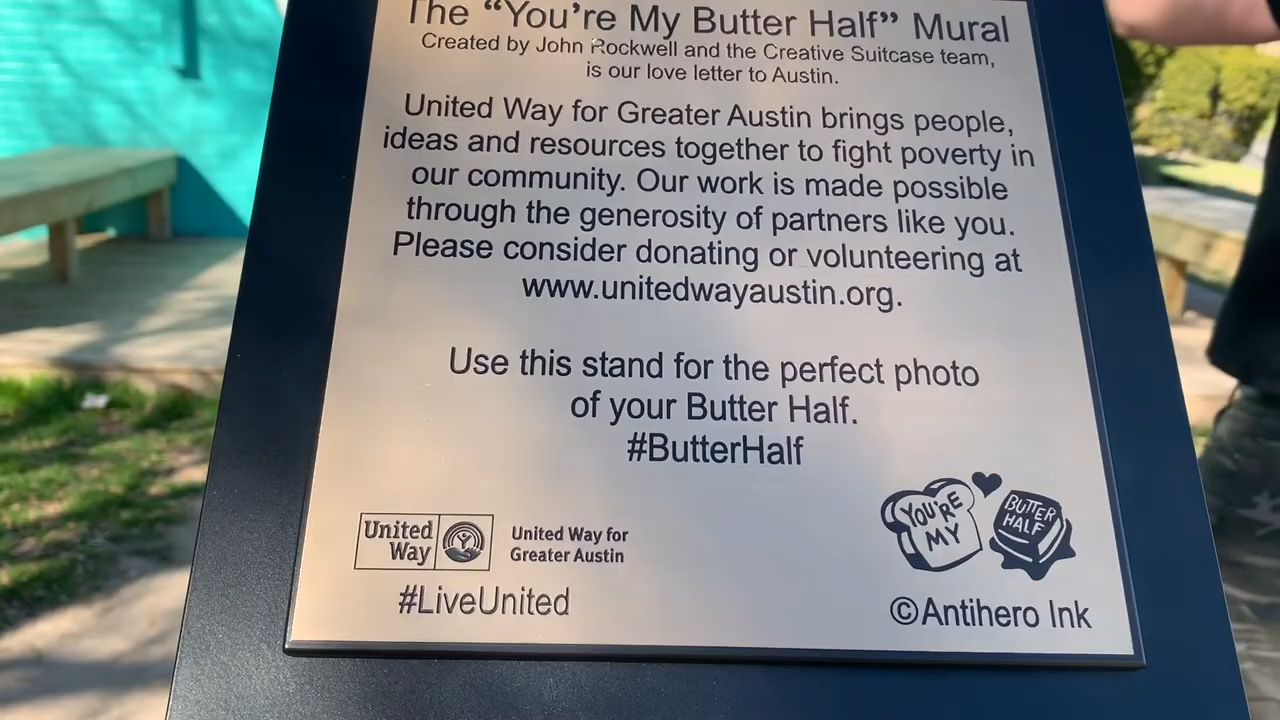 The “You’re My Butter Half” Mural
Created by John Rockwell and the Creative Suitcase team,
is our love letter to Austin.
United Way for Greater Austin brings people,
ideas and resources together to fight poverty in
our community. Our work is made possible
through the generosity of partners like you.
Please consider donating or volunteering at
www.unitedwayaustin.org.
Use this stand for the perfect photo
of your Butter Half.
#ButterHalf
United
Way
United Way for
Greater Austin
#LiveUnited
YOU'RE
MY
BUTTER
HALF
©Antihero Ink